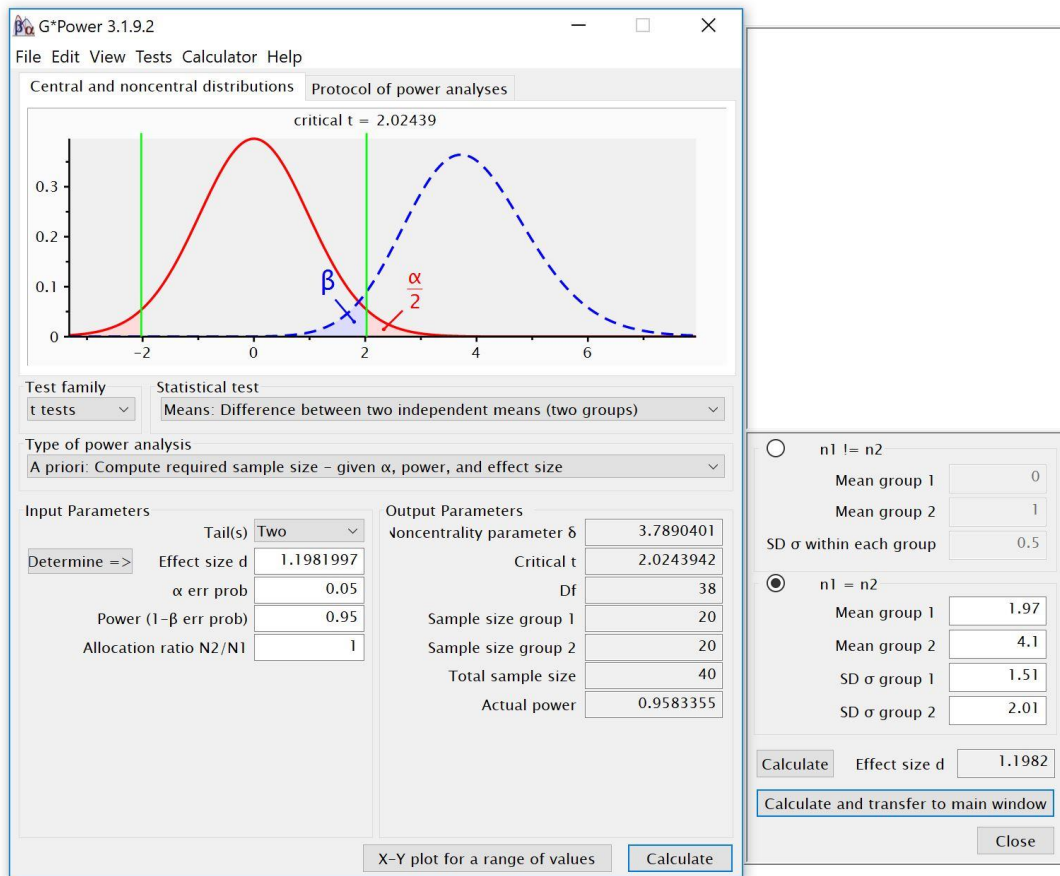 βα G*Power 3.1.9.2
File Edit View Tests Calculator Help
Central and noncentral distributions Protocol of power analyses
critical t = 2.02439
0.3
0.2
0.1
0
β
α
2
-2 0 2 4 6
Test family Statistical test
t tests Means: Difference between two independent means (two groups)
Type of power analysis
A priori: Compute required sample size - given α, power, and effect size
Input Parameters
Tail(s) Two
Determine => Effect size d 1.1981997
α err prob 0.05
Power (1-β err prob) 0.95
Allocation ratio N2/N1 1
Output Parameters
Noncentrality parameter δ 3.7890401
Critical t 2.0243942
Df 38
Sample size group 1 20
Sample size group 2 20
Total sample size 40
Actual power 0.9583355
X-Y plot for a range of values Calculate
n1 != n2
Mean group 1 0
Mean group 2 1
SD σ within each group 0.5
n1 = n2
Mean group 1 1.97
Mean group 2 4.1
SD σ group 1 1.51
SD σ group 2 2.01
Calculate Effect size d 1.1982
Calculate and transfer to main window
Close